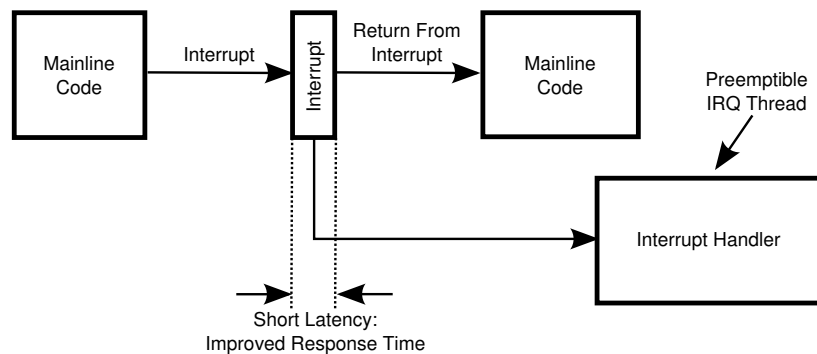 Mainline
Code
Interrupt
Interrupt
Return From
Interrupt
Mainline
Code
Preemptible
IRQ Thread
Interrupt Handler
Short Latency:
Improved Response Time